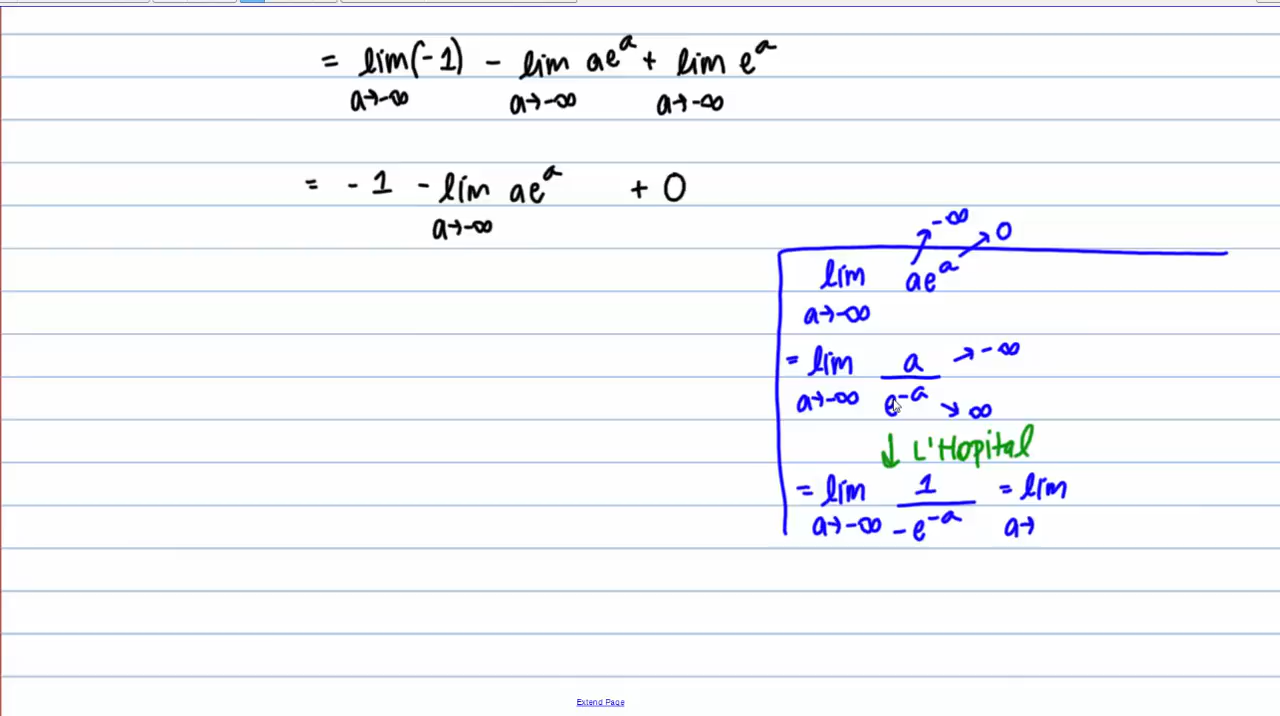 = lim(-1) - lim ae^a + lim e^a
a→-∞ a→-∞ a→-∞
= -1 - lim ae^a + 0
a→-∞
-∞
0
lim ae^a
a→-∞
= lim a/e^-a → -∞
a→-∞ ↘ ∞
↓ L'Hopital
= lim 1/-e^-a = lim
a→-∞ a→
Extend Page